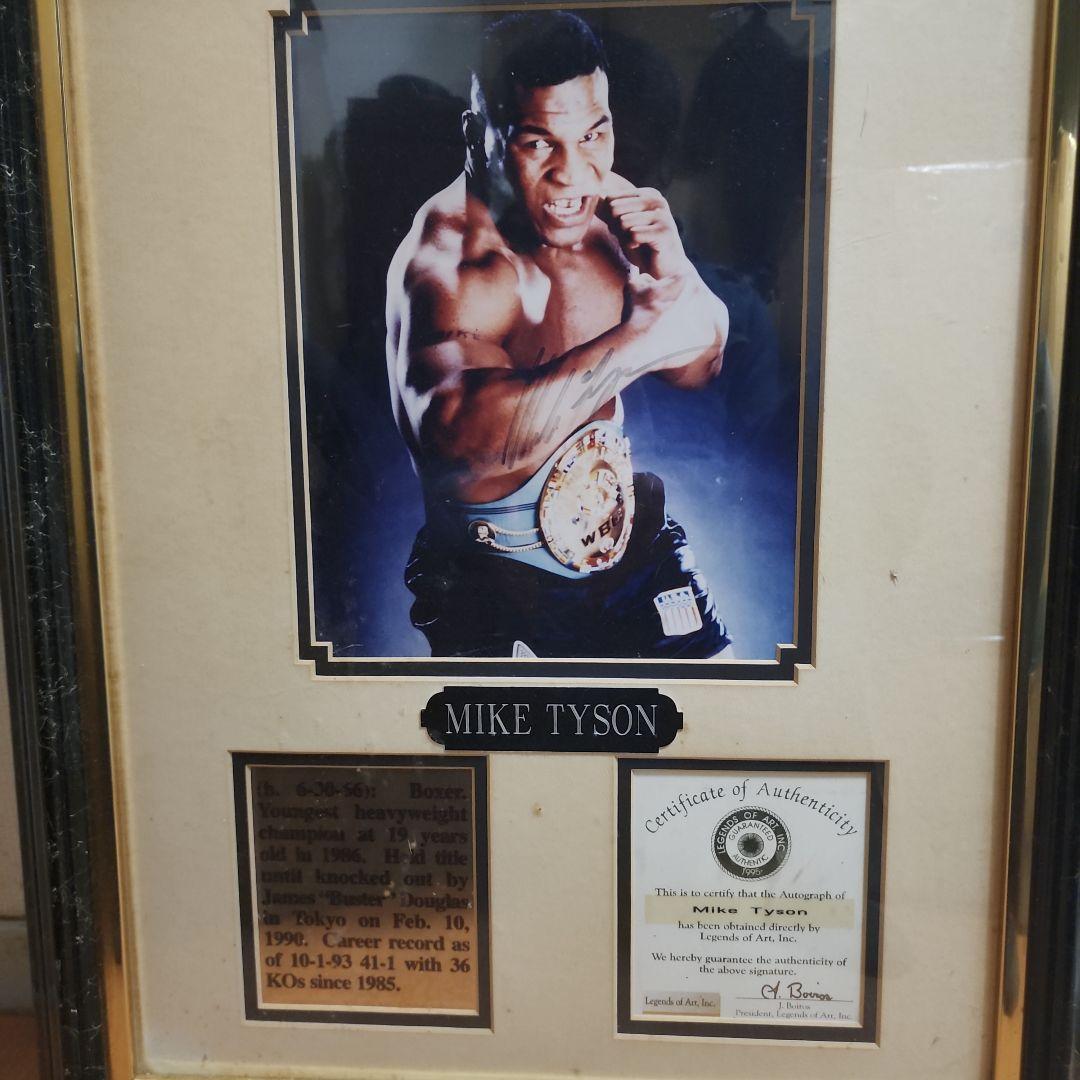 WBC
USA
MIKE TYSON
(b. 6-30-66): Boxer.
Youngest heavyweight
champion at 19 years
old in 1986. Held title
until knocked out by
James "Buster" Douglas
in Tokyo on Feb. 10,
1990. Career record as
of 10-1-93 41-1 with 36
KOs since 1985.
Certificate of Authenticity
LEGENDS OF ART, INC
GUARANTEED
AUTHENTIC
1995
This is to certify that the Autograph of
Mike Tyson
has been obtained directly by
Legends of Art, Inc.
We hereby guarantee the authenticity of
the above signature.
J. Boitos
Legends of Art, Inc.
J. Boitos
President, Legends of Art, Inc.